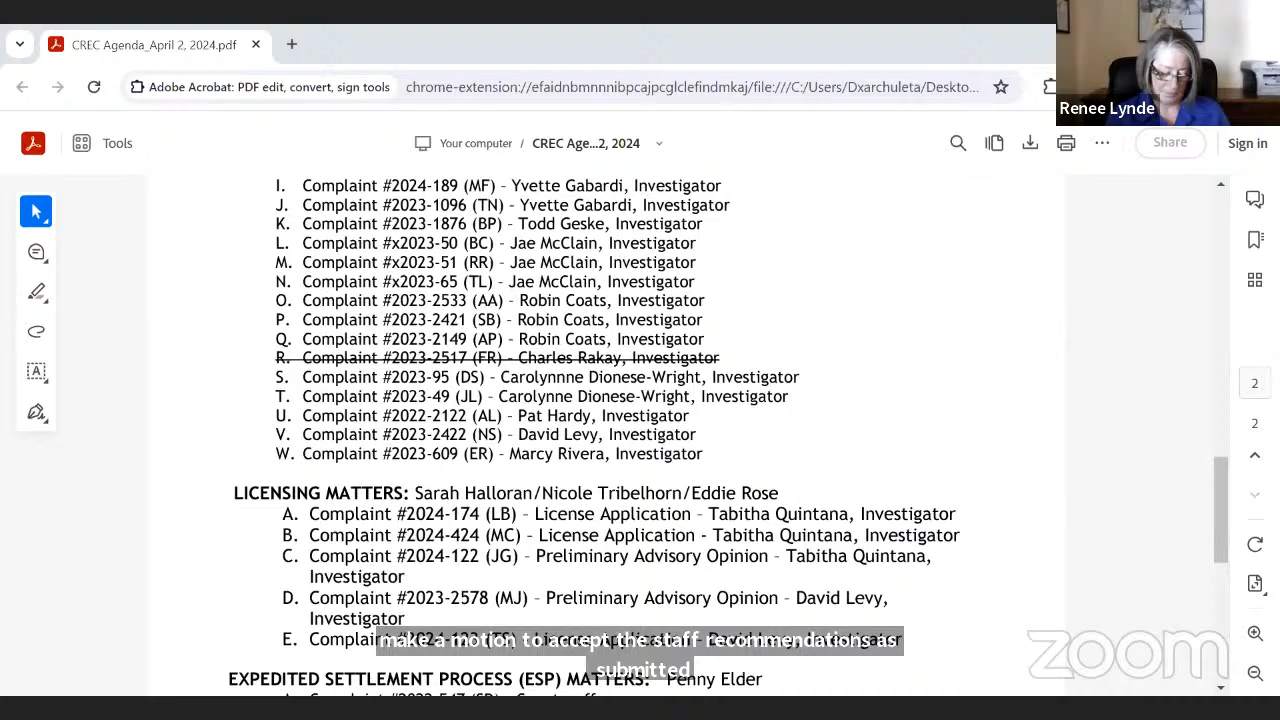 CREC Agenda_April 2, 2024.pdf
Adobe Acrobat: PDF edit, convert, sign tools
chrome-extension://efaidnbmnnnibpcajpcglclefindmkaj/file:///C:/Users/Dxarchuleta/Deskto...
Renee Lynde
Tools
Your computer / CREC Age...2, 2024
Share
Sign in
I. Complaint #2024-189 (MF) - Yvette Gabardi, Investigator
J. Complaint #2023-1096 (TN) - Yvette Gabardi, Investigator
K. Complaint #2023-1876 (BP) - Todd Geske, Investigator
L. Complaint #x2023-50 (BC) - Jae McClain, Investigator
M. Complaint #x2023-51 (RR) - Jae McClain, Investigator
N. Complaint #x2023-65 (TL) - Jae McClain, Investigator
O. Complaint #2023-2533 (AA) - Robin Coats, Investigator
P. Complaint #2023-2421 (SB) - Robin Coats, Investigator
Q. Complaint #2023-2149 (AP) - Robin Coats, Investigator
R. Complaint #2023-2517 (FR) - Charles Rakay, Investigator
S. Complaint #2023-95 (DS) - Carolynnne Dionese-Wright, Investigator
T. Complaint #2023-49 (JL) - Carolynne Dionese-Wright, Investigator
U. Complaint #2022-2122 (AL) - Pat Hardy, Investigator
V. Complaint #2023-2422 (NS) - David Levy, Investigator
W. Complaint #2023-609 (ER) - Marcy Rivera, Investigator
2
2
LICENSING MATTERS: Sarah Halloran/Nicole Tribelhorn/Eddie Rose
A. Complaint #2024-174 (LB) - License Application - Tabitha Quintana, Investigator
B. Complaint #2024-424 (MC) - License Application - Tabitha Quintana, Investigator
C. Complaint #2024-122 (JG) - Preliminary Advisory Opinion - Tabitha Quintana,
Investigator
D. Complaint #2023-2578 (MJ) - Preliminary Advisory Opinion - David Levy,
Investigator
E.
make a motion to accept the staff recommendations as
submitted
EXPEDITED SETTLEMENT PROCESS (ESP) MATTERS: Penny Elder
zoom